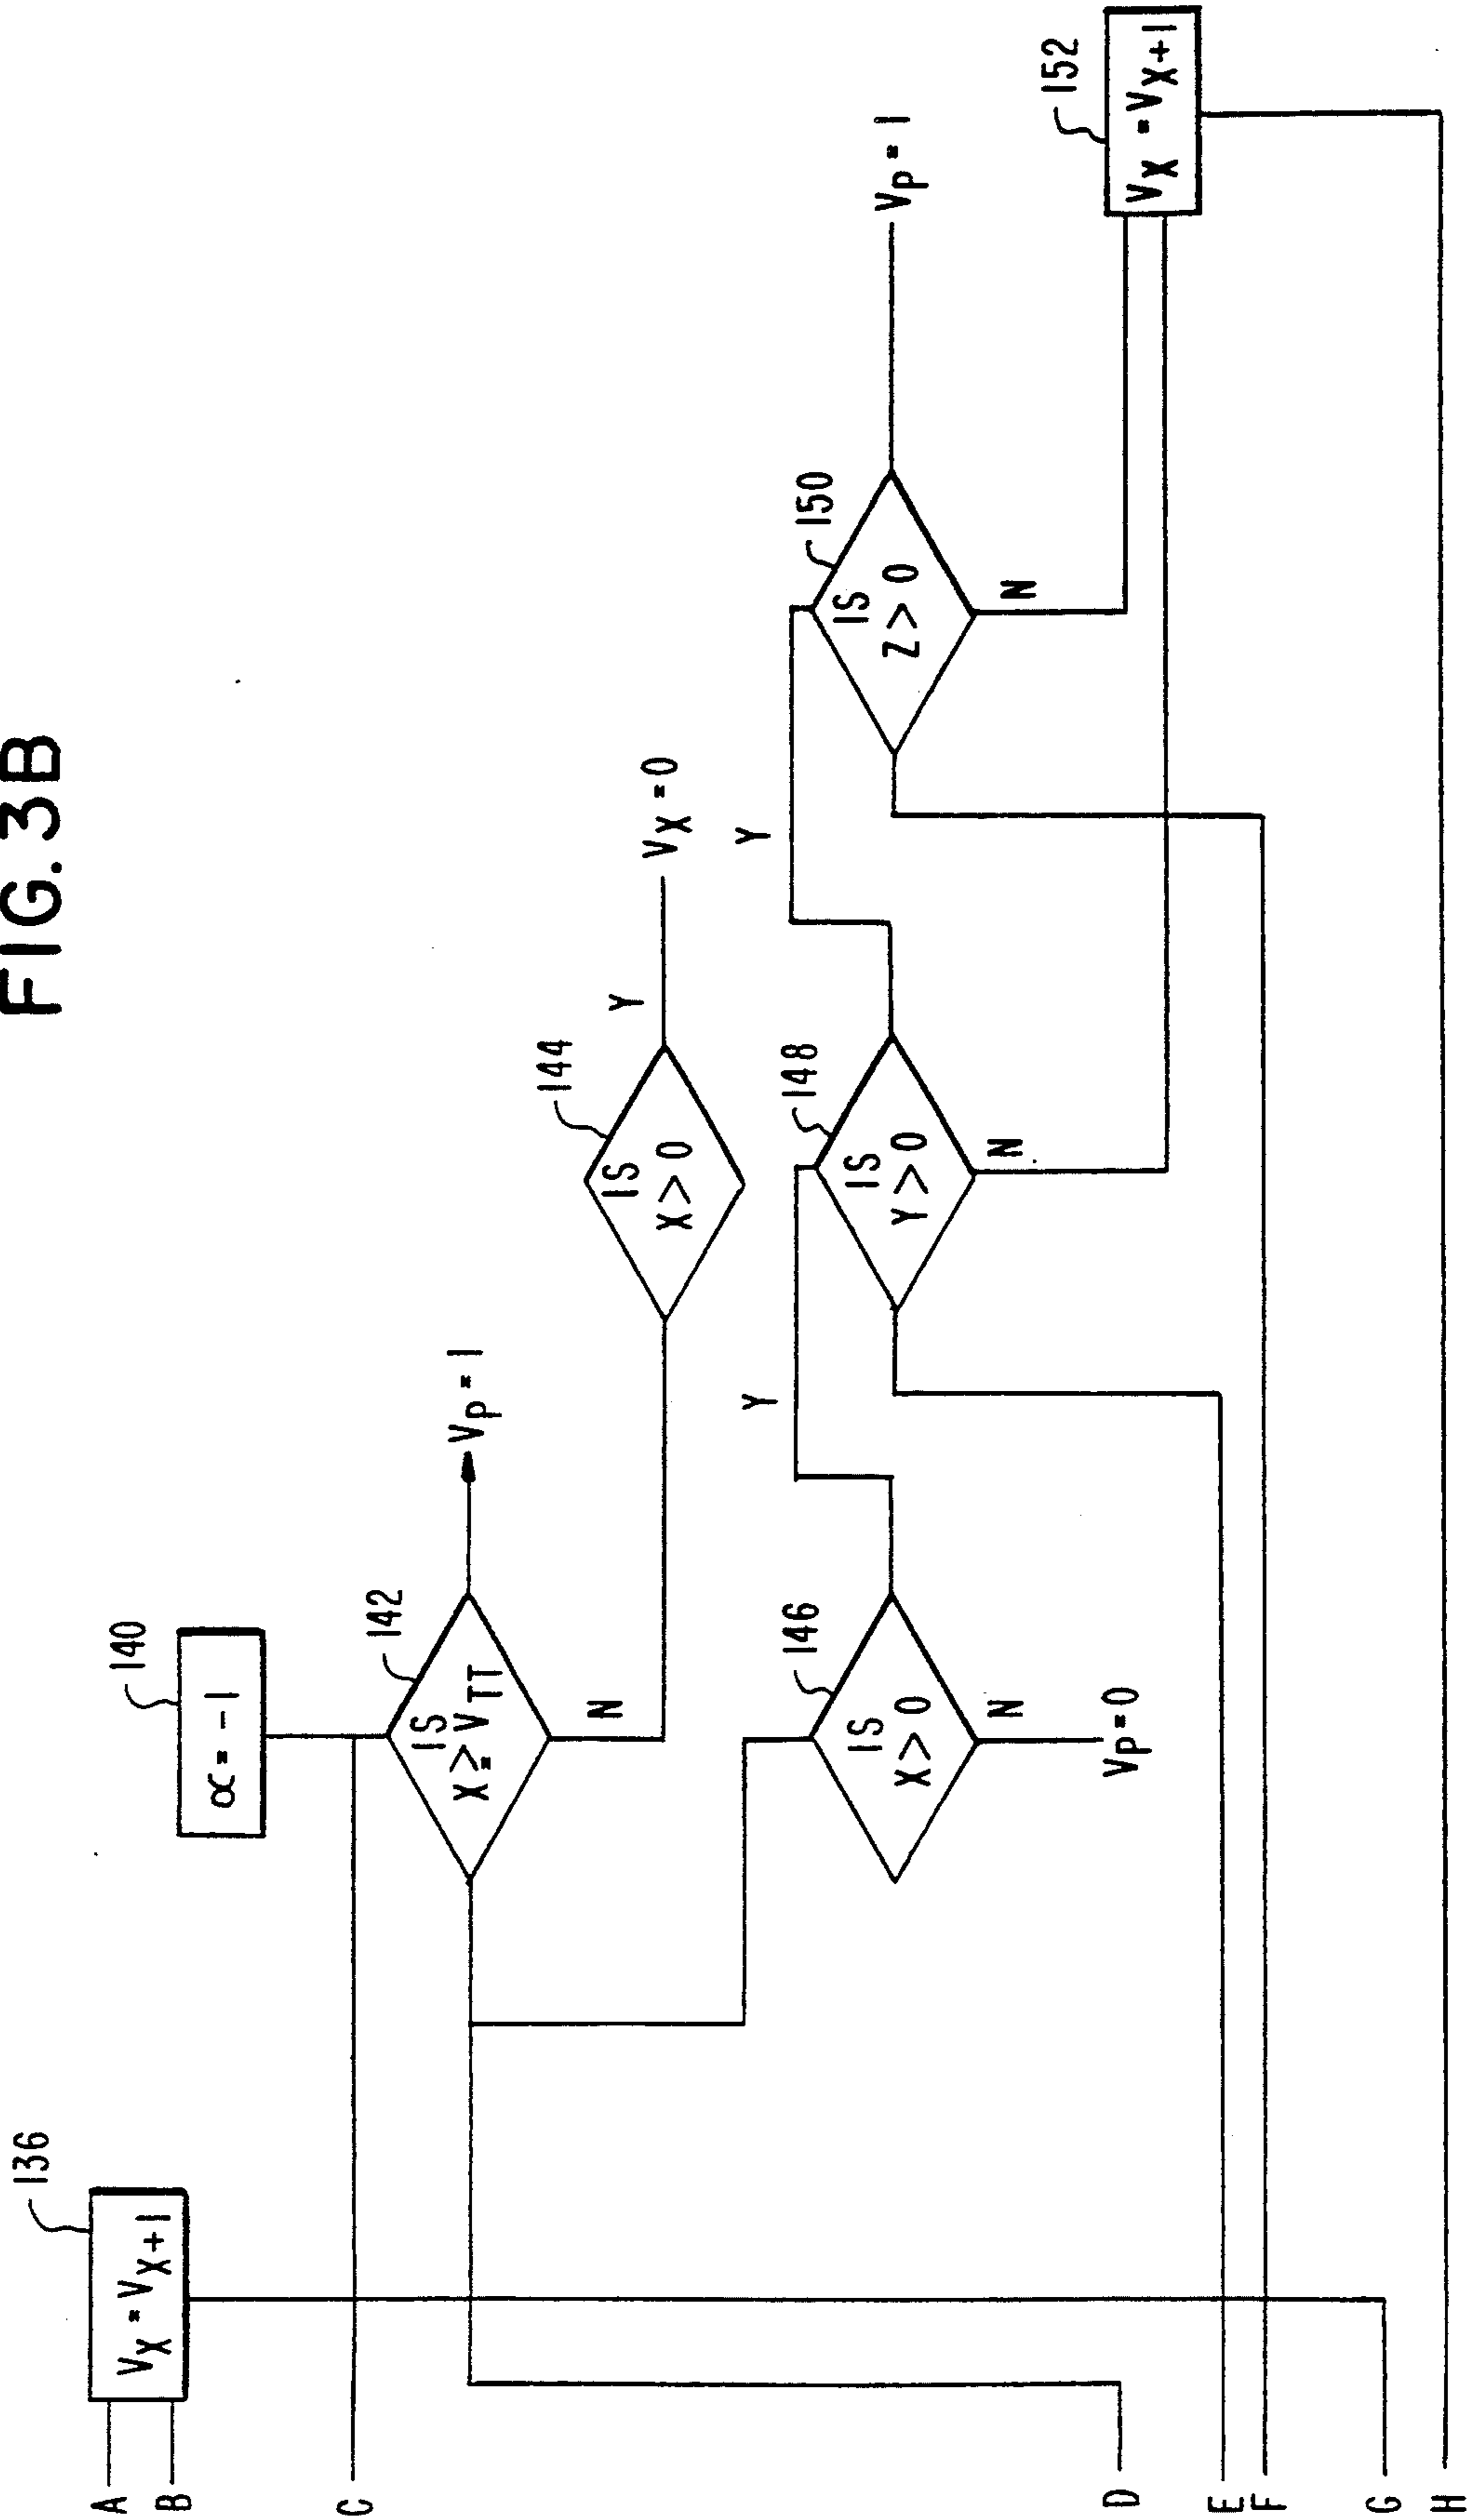 FIG. 3B
136
Vx = Vx+1
A
B
140
α = -1
C
142
IS
X >= VTT
Vp = 1
N
144
IS
X > 0
Y
Vx = 0
146
IS
X > 0
Y
N
Vp = 0
148
IS
Y > 0
Y
N
150
IS
Z > 0
Vp = 1
N
152
Vx = Vx+1
D
E
F
G
H